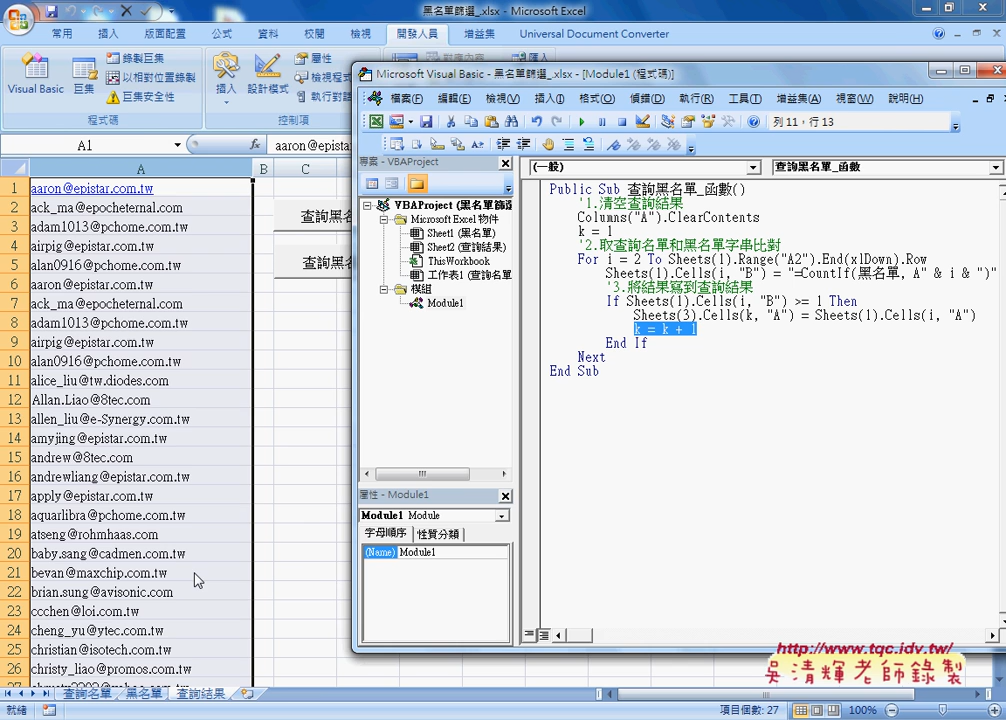 黑名單篩選_.xlsx - Microsoft Excel
常用 插入 版面配置 公式 資料 校閱 檢視 開發人員 增益集 Universal Document Converter
Visual Basic
巨集
錄製巨集
以相對位置錄製
巨集安全性
程式碼
插入
設計模式
屬性
檢視程式
執行對話
控制項
A1
fx
aaron@epista
A B C
1 aaron@epistar.com.tw
2 ack_ma@epocheternal.com
3 adam1013@pchome.com.tw
4 airpig@epistar.com.tw
5 alan0916@pchome.com.tw
6 aaron@epistar.com.tw
7 ack_ma@epocheternal.com
8 adam1013@pchome.com.tw
9 airpig@epistar.com.tw
10 alan0916@pchome.com.tw
11 alice_liu@tw.diodes.com
12 Allan.Liao@8tec.com
13 allen_liu@e-Synergy.com.tw
14 amyjing@epistar.com.tw
15 andrew@8tec.com
16 andrewliang@epistar.com.tw
17 apply@epistar.com.tw
18 aquarlibra@pchome.com.tw
19 atseng@rohmhaas.com
20 baby.sang@cadmen.com.tw
21 bevan@maxchip.com.tw
22 brian.sung@avisonic.com
23 ccchen@loi.com.tw
24 cheng_yu@ytec.com.tw
25 christian@isotech.com.tw
26 christy_liao@promos.com.tw
查詢黑名
查詢黑名
查詢名單 黑名單 查詢結果
就緒
項目個數: 27
100%
Microsoft Visual Basic - 黑名單篩選_.xlsx - [Module1 (程式碼)]
檔案(F) 編輯(E) 檢視(V) 插入(I) 格式(O) 偵錯(D) 執行(R) 工具(T) 增益集(A) 視窗(W) 說明(H)
列 11，行 13
專案 - VBAProject
VBAProject (黑名單篩選
Microsoft Excel 物件
Sheet1 (黑名單)
Sheet2 (查詢結果)
ThisWorkbook
工作表1 (查詢名單
模組
Module1
屬性 - Module1
Module1 Module
字母順序 性質分類
(Name) Module1
(一般)
查詢黑名單_函數
Public Sub 查詢黑名單_函數()
'1.清空查詢結果
Columns("A").ClearContents
k = 1
'2.取查詢名單和黑名單字串比對
For i = 2 To Sheets(1).Range("A2").End(xlDown).Row
Sheets(1).Cells(i, "B") = "=CountIf(黑名單, A" & i & ")"
'3.將結果寫到查詢結果
If Sheets(1).Cells(i, "B") >= 1 Then
Sheets(3).Cells(k, "A") = Sheets(1).Cells(i, "A")
k = k + 1
End If
Next
End Sub
http://www.tqc.idv.tw/
吳清輝老師錄製